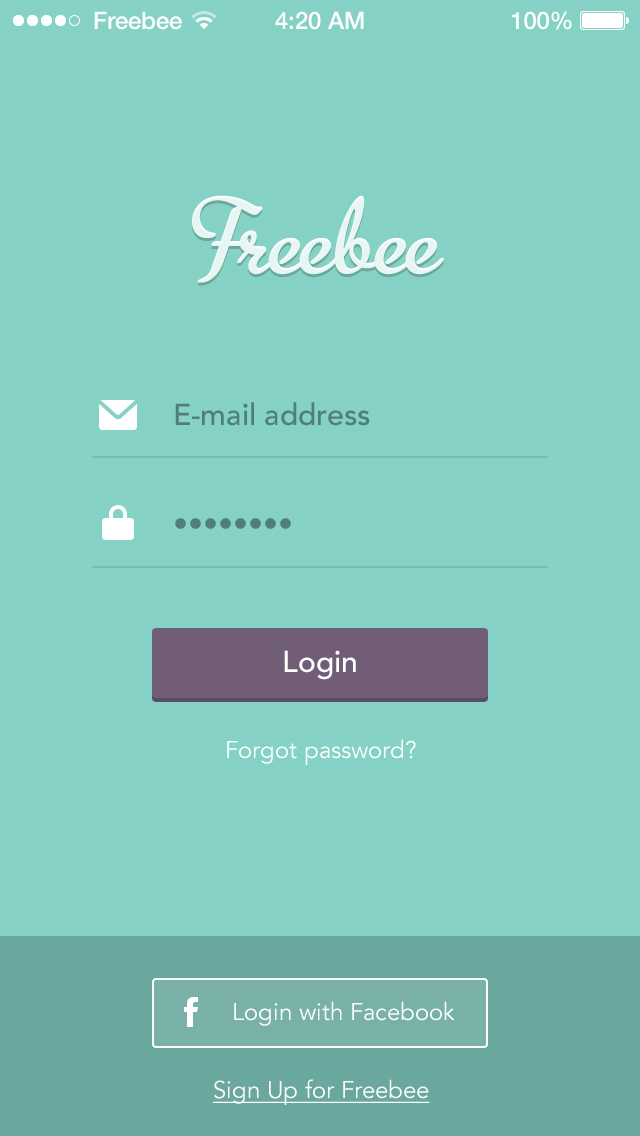 Freebee 4:20 AM 100%
Freebee
E-mail address
••••••••
Login
Forgot password?
f Login with Facebook
Sign Up for Freebee